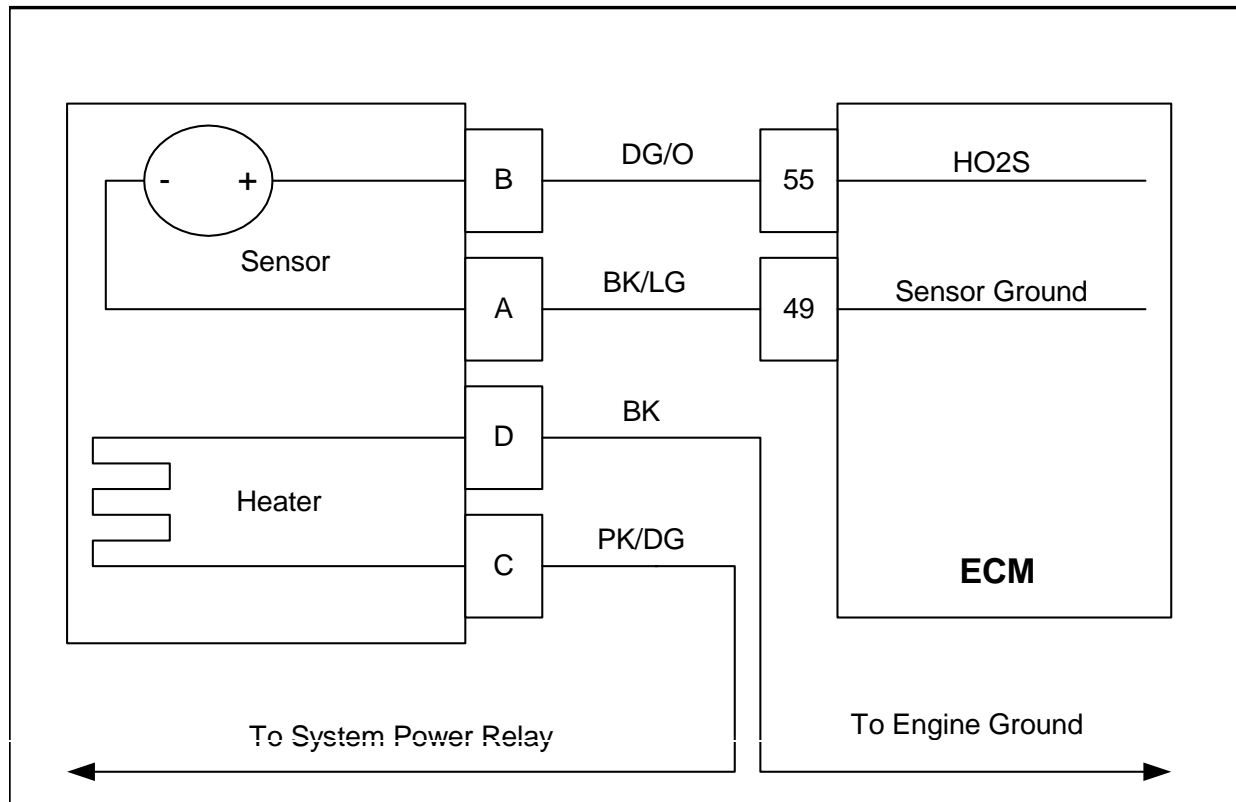 B
DG/O
55
HO2S
- +
Sensor
A
BK/LG
49
Sensor Ground
D
BK
Heater
C
PK/DG
ECM
To System Power Relay
To Engine Ground